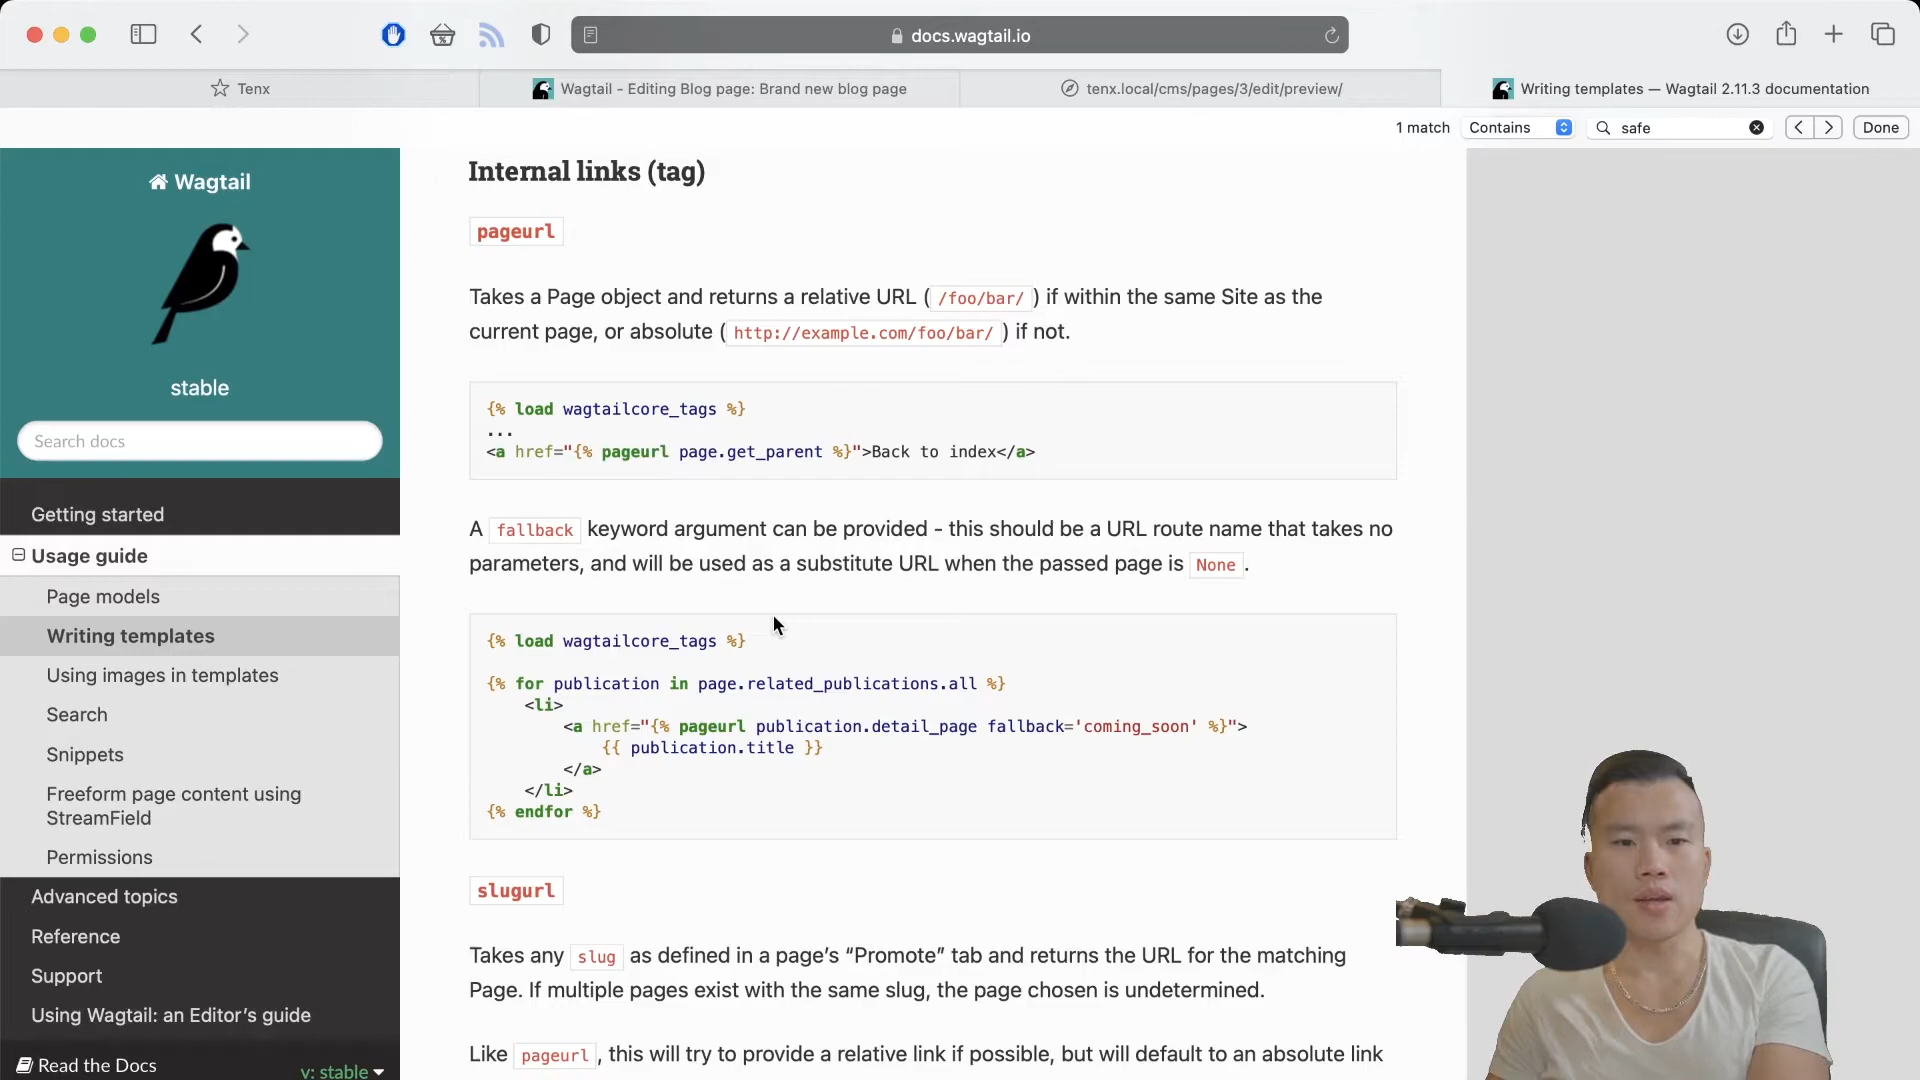 docs.wagtail.io
Tenx
Wagtail - Editing Blog page: Brand new blog page
tenx.local/cms/pages/3/edit/preview/
Writing templates — Wagtail 2.11.3 documentation
1 match
Contains
safe
Done
Wagtail
stable
Search docs
Getting started
Usage guide
Page models
Writing templates
Using images in templates
Search
Snippets
Freeform page content using
StreamField
Permissions
Advanced topics
Reference
Support
Using Wagtail: an Editor's guide
Read the Docs
v: stable
Internal links (tag)
pageurl
Takes a Page object and returns a relative URL ( /foo/bar/ ) if within the same Site as the
current page, or absolute ( http://example.com/foo/bar/ ) if not.
{% load wagtailcore_tags %}
...
<a href="{% pageurl page.get_parent %}">Back to index</a>
A fallback keyword argument can be provided - this should be a URL route name that takes no
parameters, and will be used as a substitute URL when the passed page is None .
{% load wagtailcore_tags %}
{% for publication in page.related_publications.all %}
<li>
<a href="{% pageurl publication.detail_page fallback='coming_soon' %}">
{{ publication.title }}
</a>
</li>
{% endfor %}
slugurl
Takes any slug as defined in a page's “Promote” tab and returns the URL for the matching
Page. If multiple pages exist with the same slug, the page chosen is undetermined.
Like pageurl , this will try to provide a relative link if possible, but will default to an absolute link